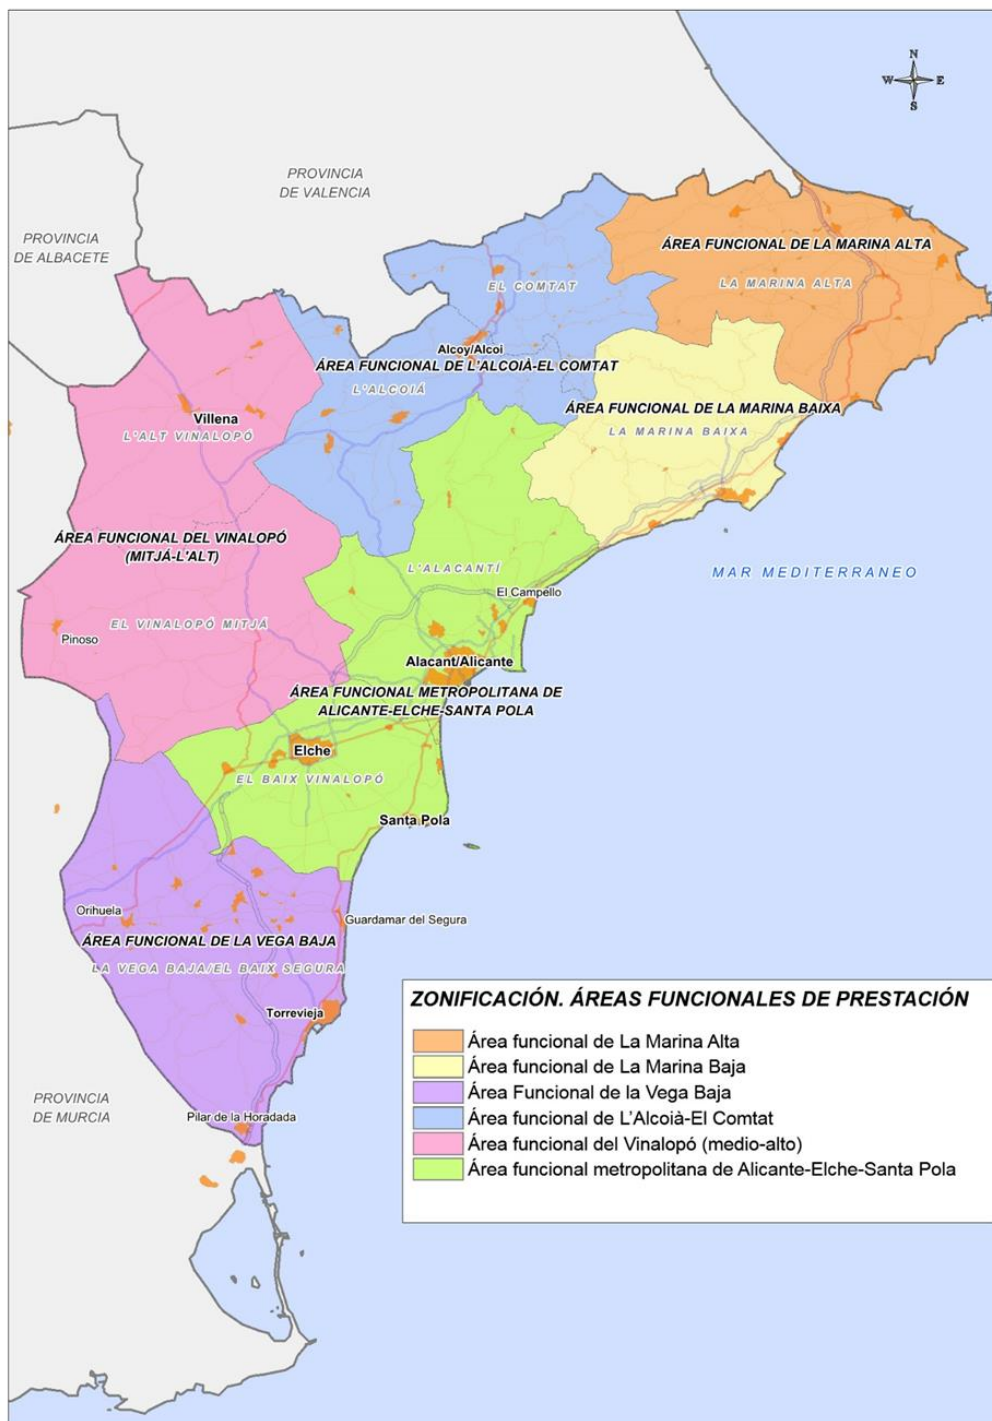 N
W E
S
PROVINCIA
DE VALENCIA
PROVINCIA
DE ALBACETE
ÁREA FUNCIONAL DE LA MARINA ALTA
LA MARINA ALTA
EL COMTAT
Alcoy/Alcoi
ÁREA FUNCIONAL DE L'ALCOIÀ-EL COMTAT
L'ALCOIÁ
ÁREA FUNCIONAL DE LA MARINA BAIXA
LA MARINA BAIXA
Villena
L'ALT VINALOPÓ
ÁREA FUNCIONAL DEL VINALOPÓ
(MITJÁ-L'ALT)
L'ALACANTÍ
MAR MEDITERRANEO
El Campello
EL VINALOPÓ MITJÁ
Pinoso
Alacant/Alicante
ÁREA FUNCIONAL METROPOLITANA DE
ALICANTE-ELCHE-SANTA POLA
Elche
EL BAIX VINALOPÓ
Santa Pola
Orihuela
Guardamar del Segura
ÁREA FUNCIONAL DE LA VEGA BAJA
LA VEGA BAJA/EL BAIX SEGURA
Torrevieja
PROVINCIA
DE MURCIA
Pilar de la Horadada
ZONIFICACIÓN. ÁREAS FUNCIONALES DE PRESTACIÓN
Área funcional de La Marina Alta
Área funcional de La Marina Baja
Área Funcional de la Vega Baja
Área funcional de L'Alcoià-El Comtat
Área funcional del Vinalopó (medio-alto)
Área funcional metropolitana de Alicante-Elche-Santa Pola